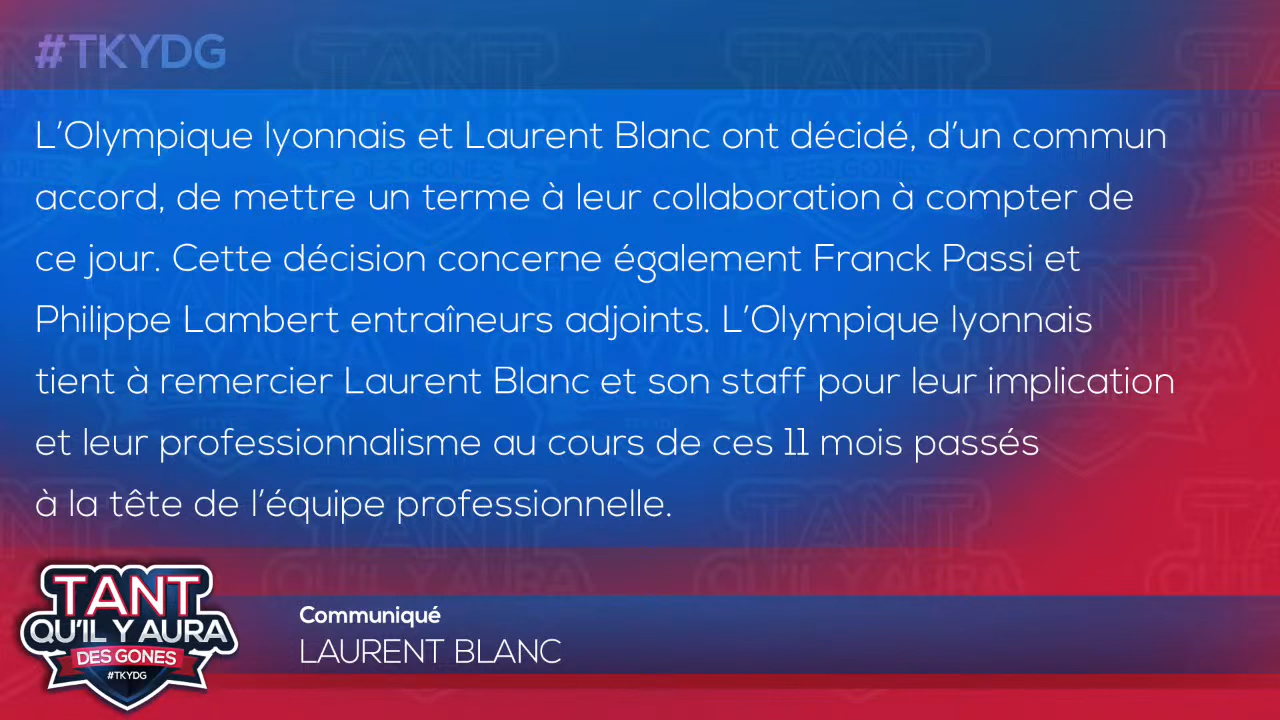 #TKYDG
L'Olympique lyonnais et Laurent Blanc ont décidé, d'un commun
accord, de mettre un terme à leur collaboration à compter de
ce jour. Cette décision concerne également Franck Passi et
Philippe Lambert entraîneurs adjoints. L'Olympique lyonnais
tient à remercier Laurent Blanc et son staff pour leur implication
et leur professionnalisme au cours de ces 11 mois passés
à la tête de l'équipe professionnelle.
TANT
QU'IL Y AURA
DES GONES
#TKYDG
Communiqué
LAURENT BLANC